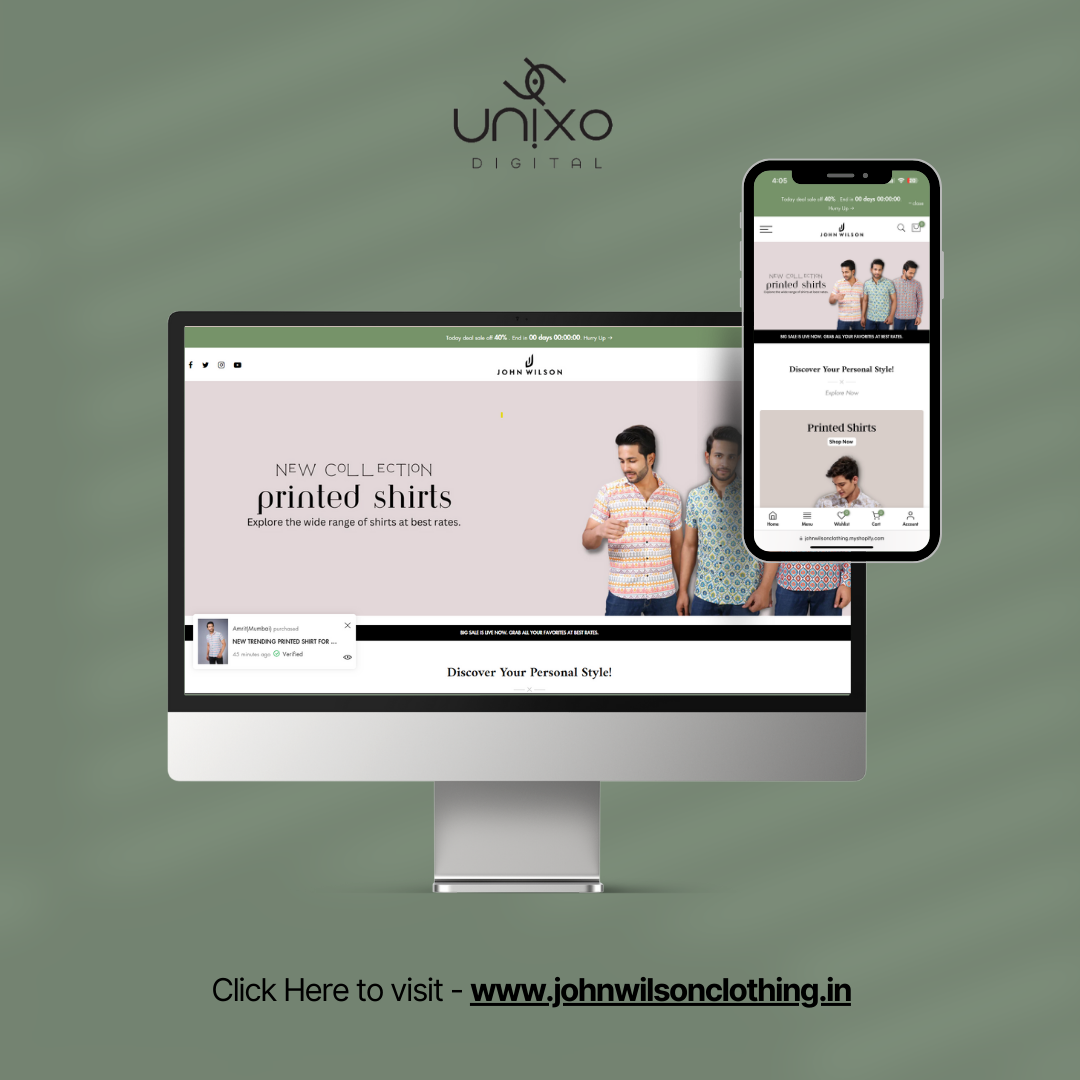 unixo
DIGITAL
Today deal sale off 40% End in 00 days 00:00:00 Hurry Up →
JOHN WILSON
NEW COLLECTION
printed shirts
Explore the wide range of shirts at best rates.
Amrit(Mumbai) purchased
NEW TRENDING PRINTED SHIRT FOR ...
45 minutes ago Verified
BIG SALE IS LIVE NOW. GRAB ALL YOUR FAVORITES AT BEST RATES.
Discover Your Personal Style!
4:05
Today deal sale off 40% End in 00 days 00:00:00
Hurry Up →
× close
JOHN WILSON
NEW COLLECTION
printed shirts
Explore the wide range of shirts at best rates.
BIG SALE IS LIVE NOW. GRAB ALL YOUR FAVORITES AT BEST RATES.
Discover Your Personal Style!
Explore Now
Printed Shirts
Shop Now
Home Menu Wishlist Cart Account
johnwilsonclothing.myshopify.com
Click Here to visit - www.johnwilsonclothing.in